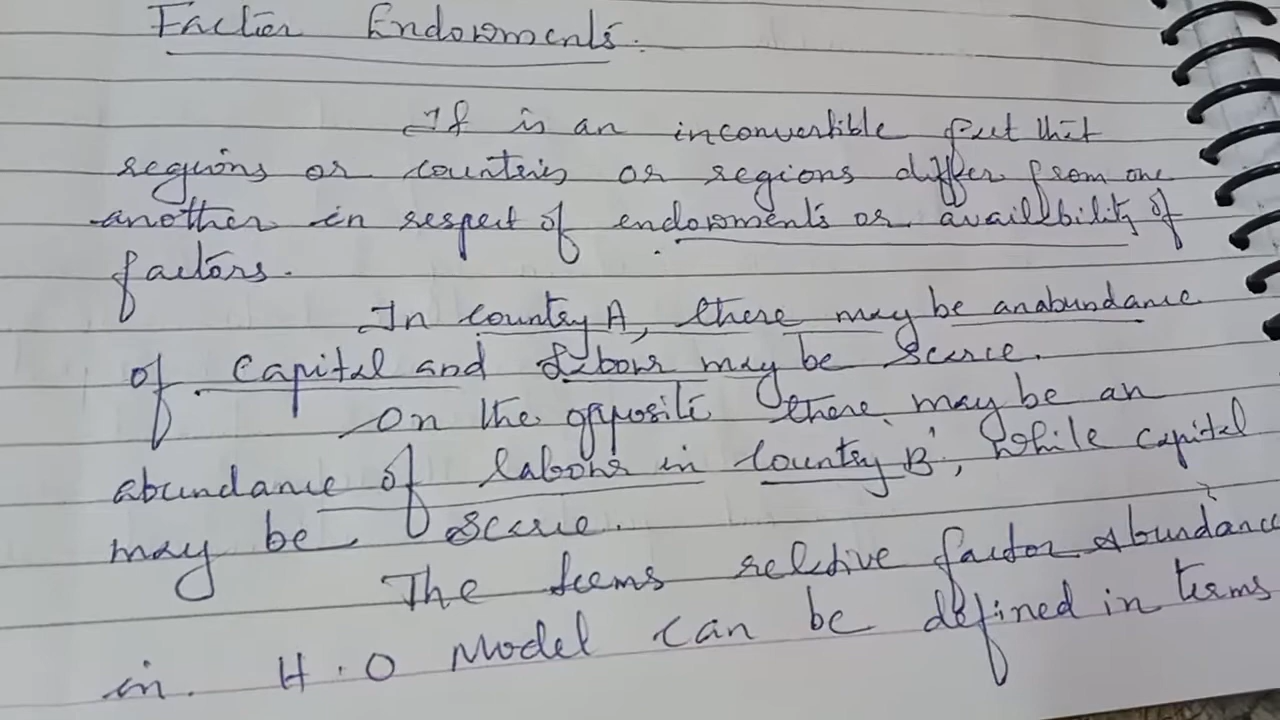 Factor Endowments.
If is an inconvertible fact that
regions or countries or regions differ from one
another in respect of endowments or availability of
factors.
In country A, there may be an abundance
of Capital and Labour may be Scarce.
On the opposite there may be an
abundance of labour in Country B', while capital
may be Scarce.
The terms relative factor abundance
in. H.O Model can be defined in terms